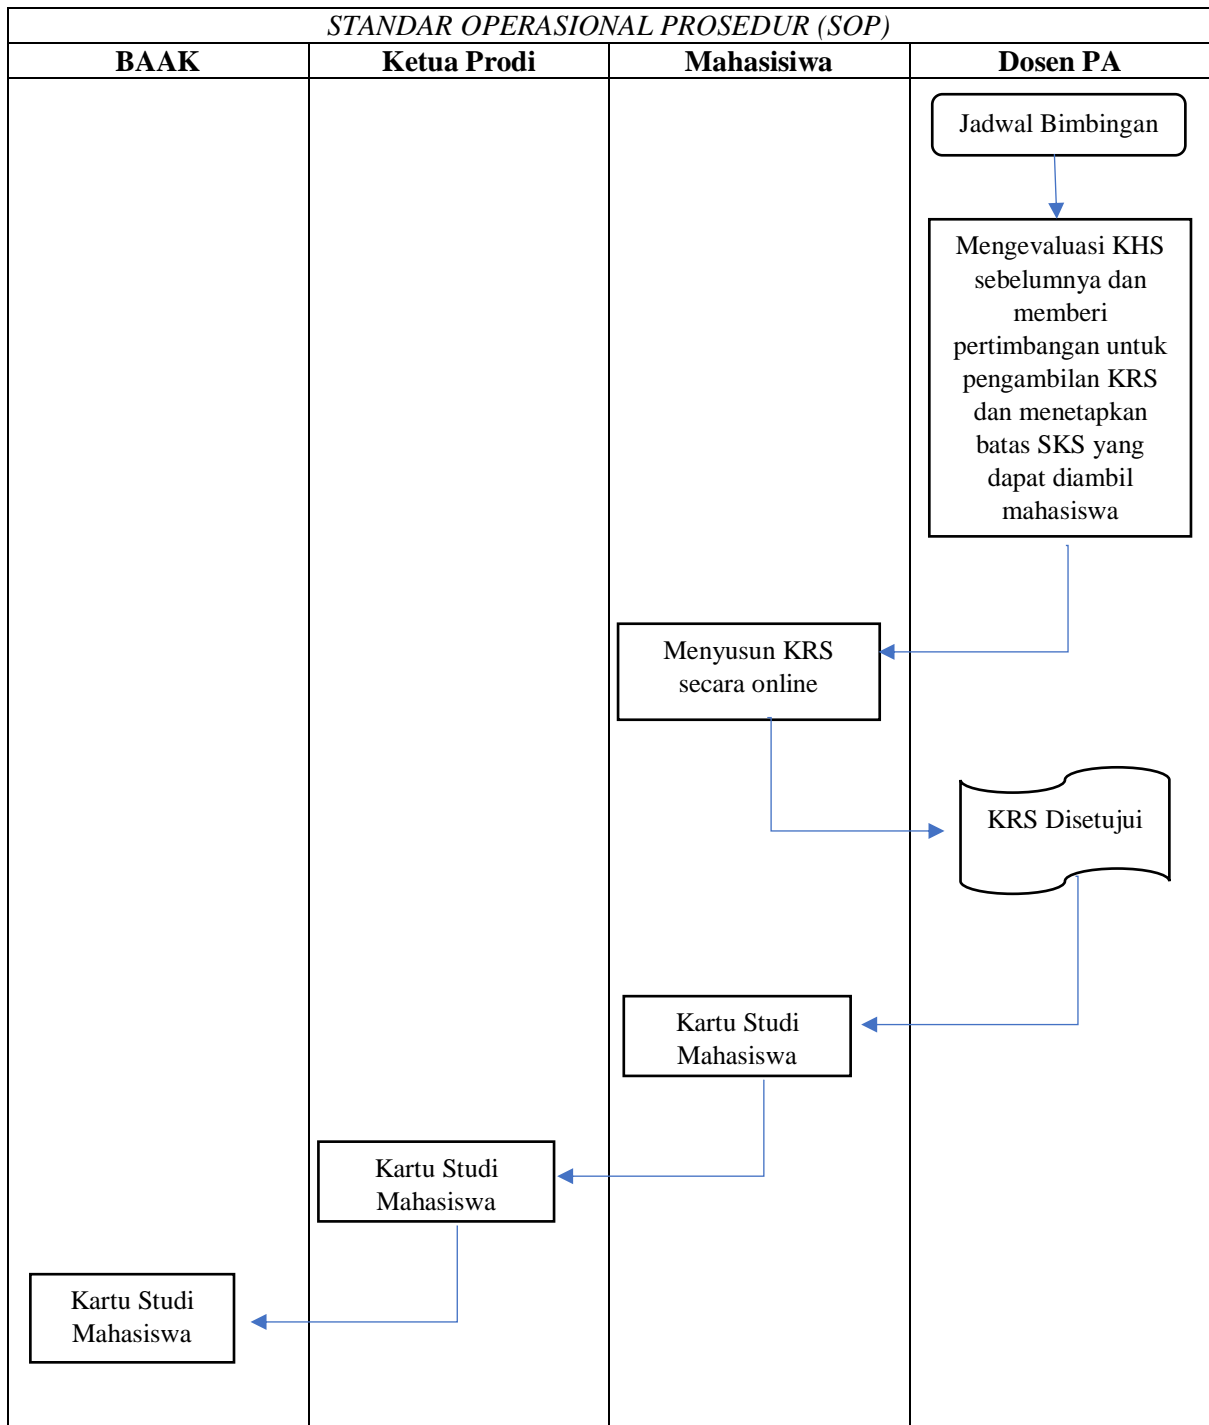 STANDAR OPERASIONAL PROSEDUR (SOP)
BAAK
Ketua Prodi
Mahasisiwa
Dosen PA
Jadwal Bimbingan
Mengevaluasi KHS
sebelumnya dan
memberi
pertimbangan untuk
pengambilan KRS
dan menetapkan
batas SKS yang
dapat diambil
mahasiswa
Menyusun KRS
secara online
KRS Disetujui
Kartu Studi
Mahasiswa
Kartu Studi
Mahasiswa
Kartu Studi
Mahasiswa